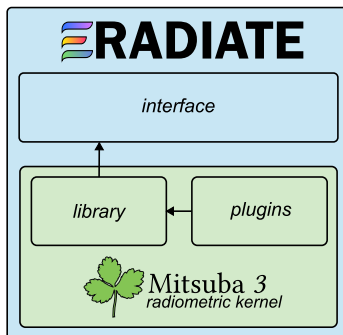 ERADIATE
interface
library
plugins
Mitsuba 3
radiometric kernel